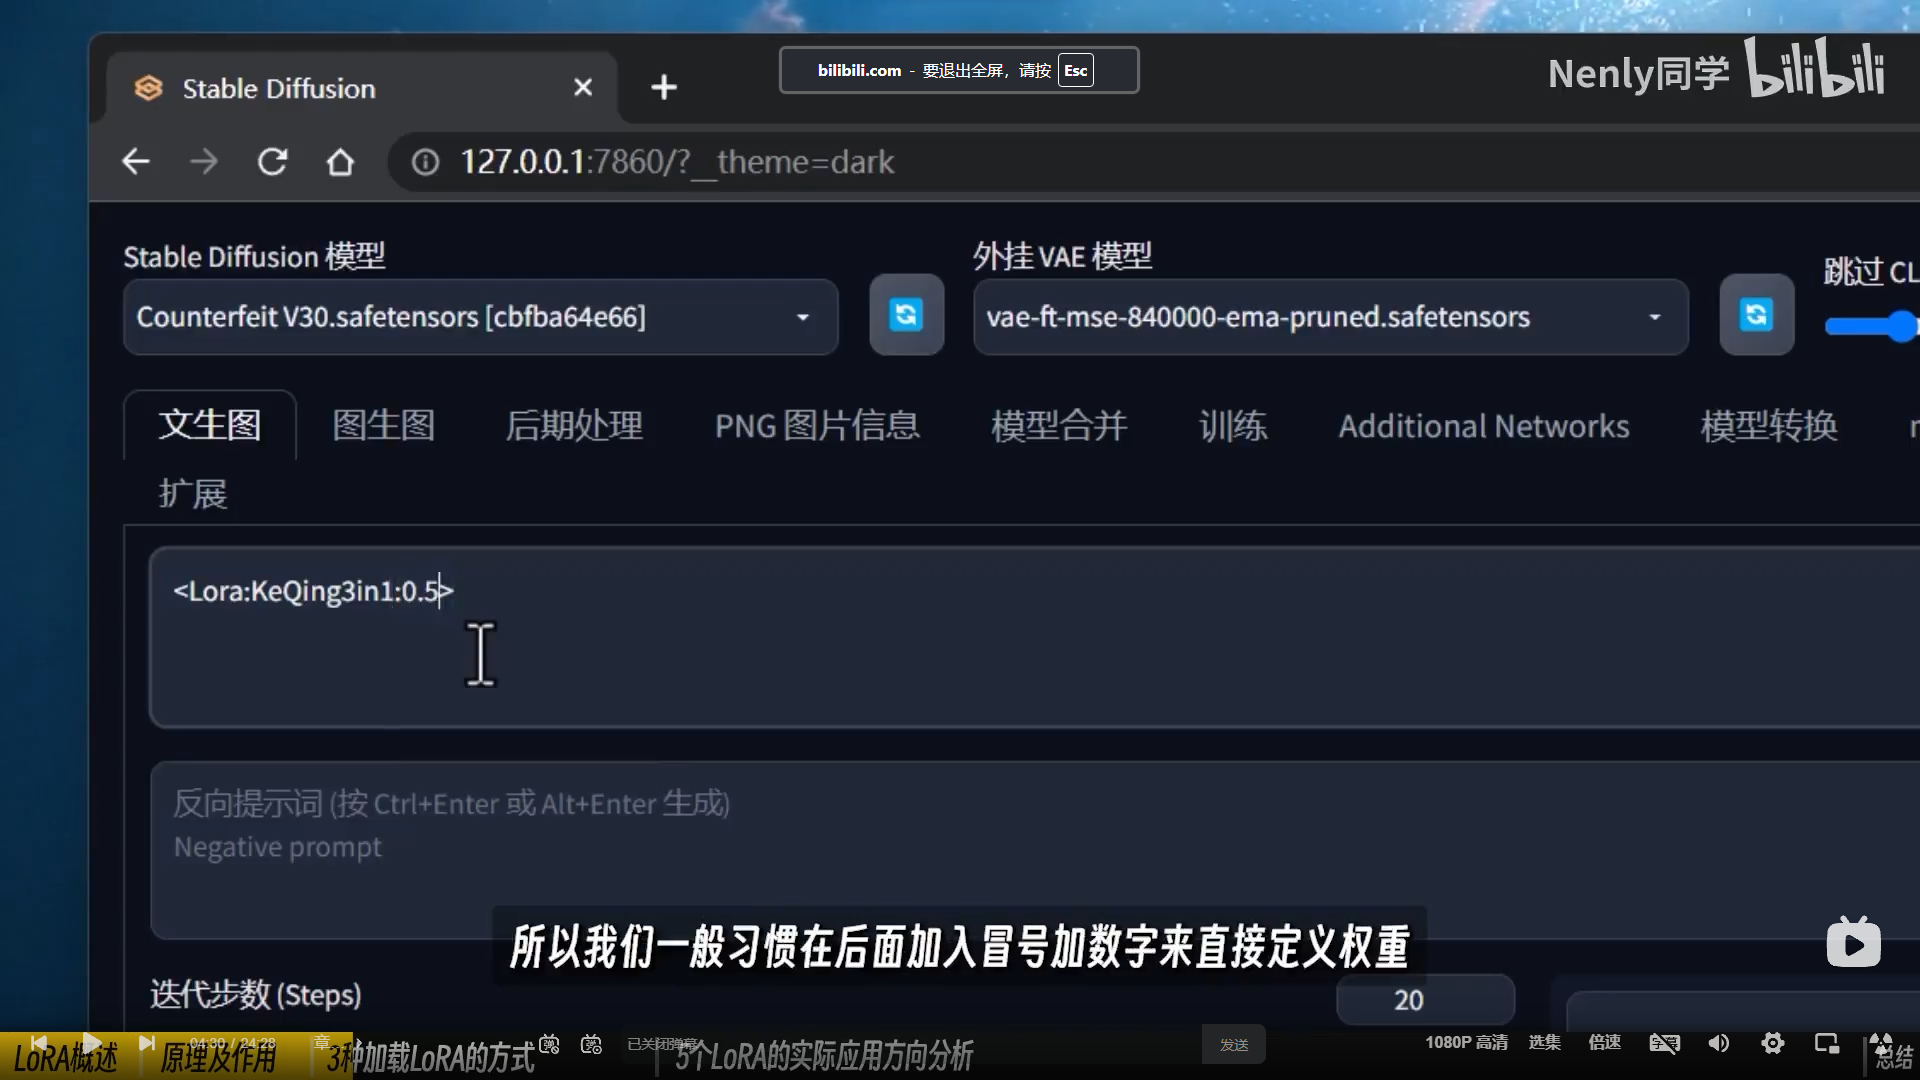 Stable Diffusion
bilibili.com - 要退出全屏，请按 Esc
Nenly同学 bilibili
127.0.0.1:7860/?__theme=dark
Stable Diffusion 模型
外挂 VAE 模型
跳过 CL
Counterfeit V30.safetensors [cbfba64e66]
vae-ft-mse-840000-ema-pruned.safetensors
文生图 图生图 后期处理 PNG 图片信息 模型合并 训练 Additional Networks 模型转换
扩展
<Lora:KeQing3in1:0.5>
反向提示词 (按 Ctrl+Enter 或 Alt+Enter 生成)
Negative prompt
所以我们一般习惯在后面加入冒号加数字来直接定义权重
迭代步数 (Steps)
20
04:30 / 24:28
已关闭弹幕
发送
1080P 高清 选集 倍速 字幕
LoRA概述 原理及作用 3种加载LoRA的方式 5个LoRA的实际应用方向分析 总结